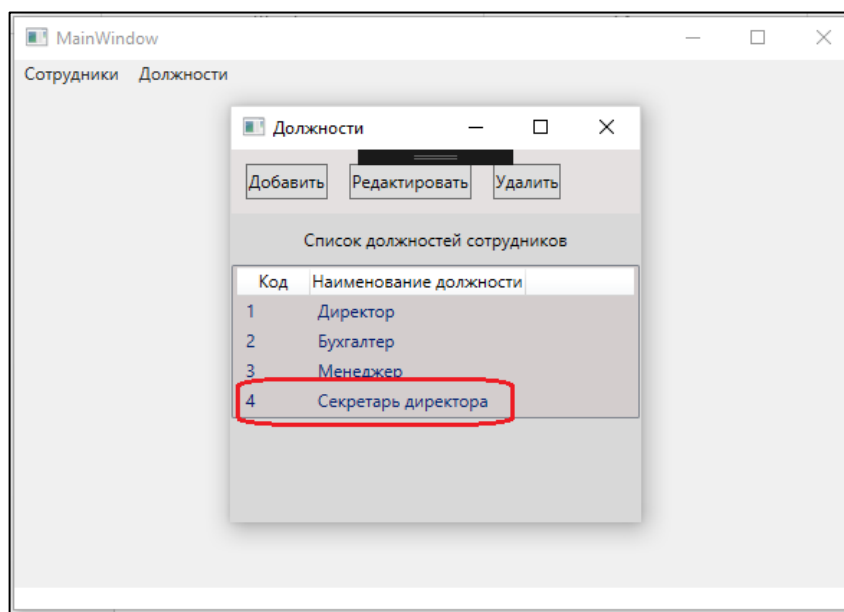 MainWindow
Сотрудники Должности
Должности
Добавить Редактировать Удалить
Список должностей сотрудников
Код Наименование должности
1 Директор
2 Бухгалтер
3 Менеджер
4 Секретарь директора